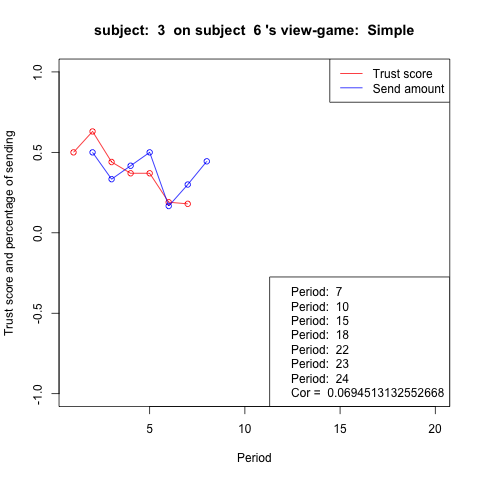 subject:  3  on subject  6 's view-game:  Simple
Trust score
Send amount
1.0
0.5
0.0
-0.5
-1.0
Trust score and percentage of sending
Period:  7
Period:  10
Period:  15
Period:  18
Period:  22
Period:  23
Period:  24
Cor =  0.0694513132552668
5
10
15
20
Period